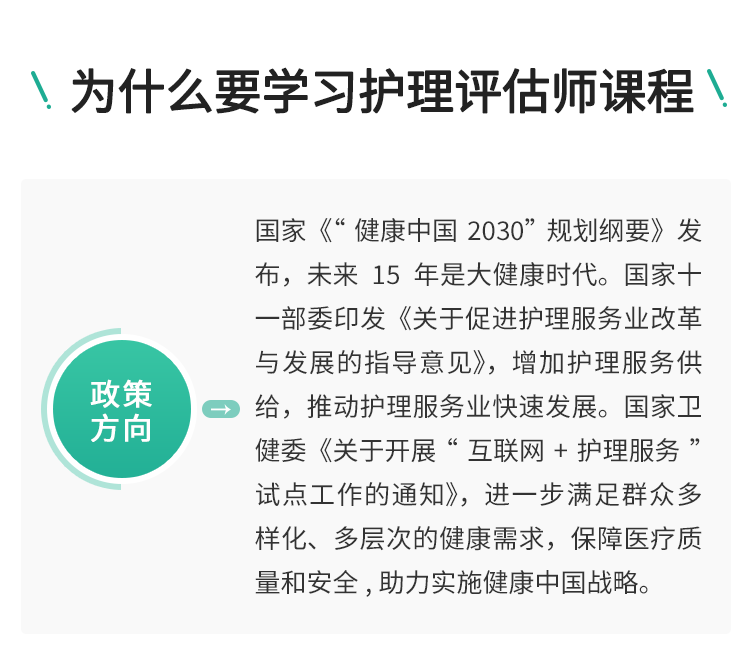 为什么要学习护理评估师课程
政策
方向
国家《“ 健康中国 2030” 规划纲要》发
布，未来 15 年是大健康时代。国家十
一部委印发《关于促进护理服务业改革
与发展的指导意见》，增加护理服务供
给，推动护理服务业快速发展。国家卫
健委《关于开展 “ 互联网 + 护理服务 ”
试点工作的通知》，进一步满足群众多
样化、多层次的健康需求，保障医疗质
量和安全 , 助力实施健康中国战略。